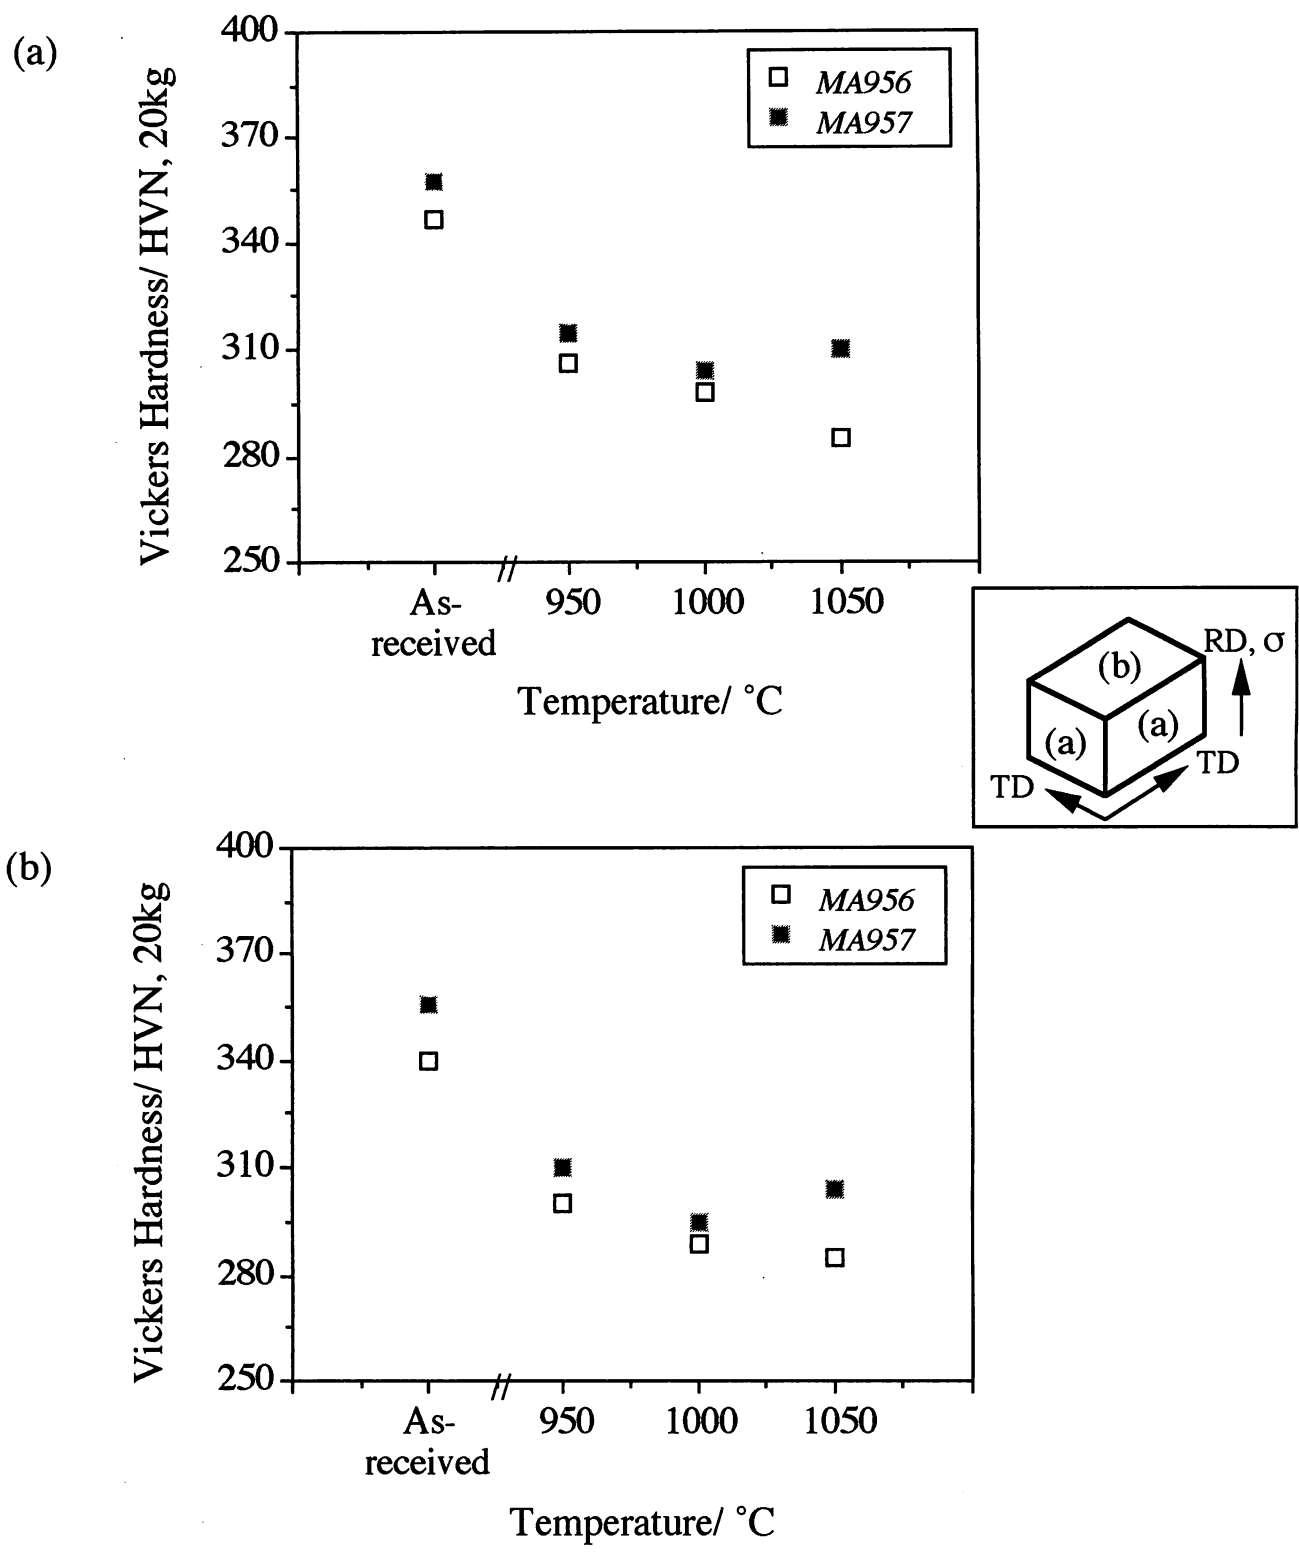 (a)
Vickers Hardness/ HVN, 20kg
400
370
340
310
280
250
MA956
MA957
As-
received
950
1000
1050
Temperature/ °C
RD, σ
(b)
(a)
(a)
TD
TD
(b)
Vickers Hardness/ HVN, 20kg
400
370
340
310
280
250
MA956
MA957
As-
received
950
1000
1050
Temperature/ °C